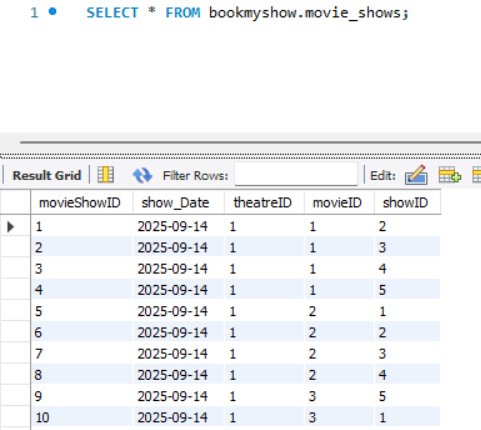 1 SELECT * FROM bookmyshow.movie_shows;
Result Grid Filter Rows: Edit:
movieShowID show_Date theatreID movieID showID
1 2025-09-14 1 1 2
2 2025-09-14 1 1 3
3 2025-09-14 1 1 4
4 2025-09-14 1 1 5
5 2025-09-14 1 2 1
6 2025-09-14 1 2 2
7 2025-09-14 1 2 3
8 2025-09-14 1 2 4
9 2025-09-14 1 3 5
10 2025-09-14 1 3 1